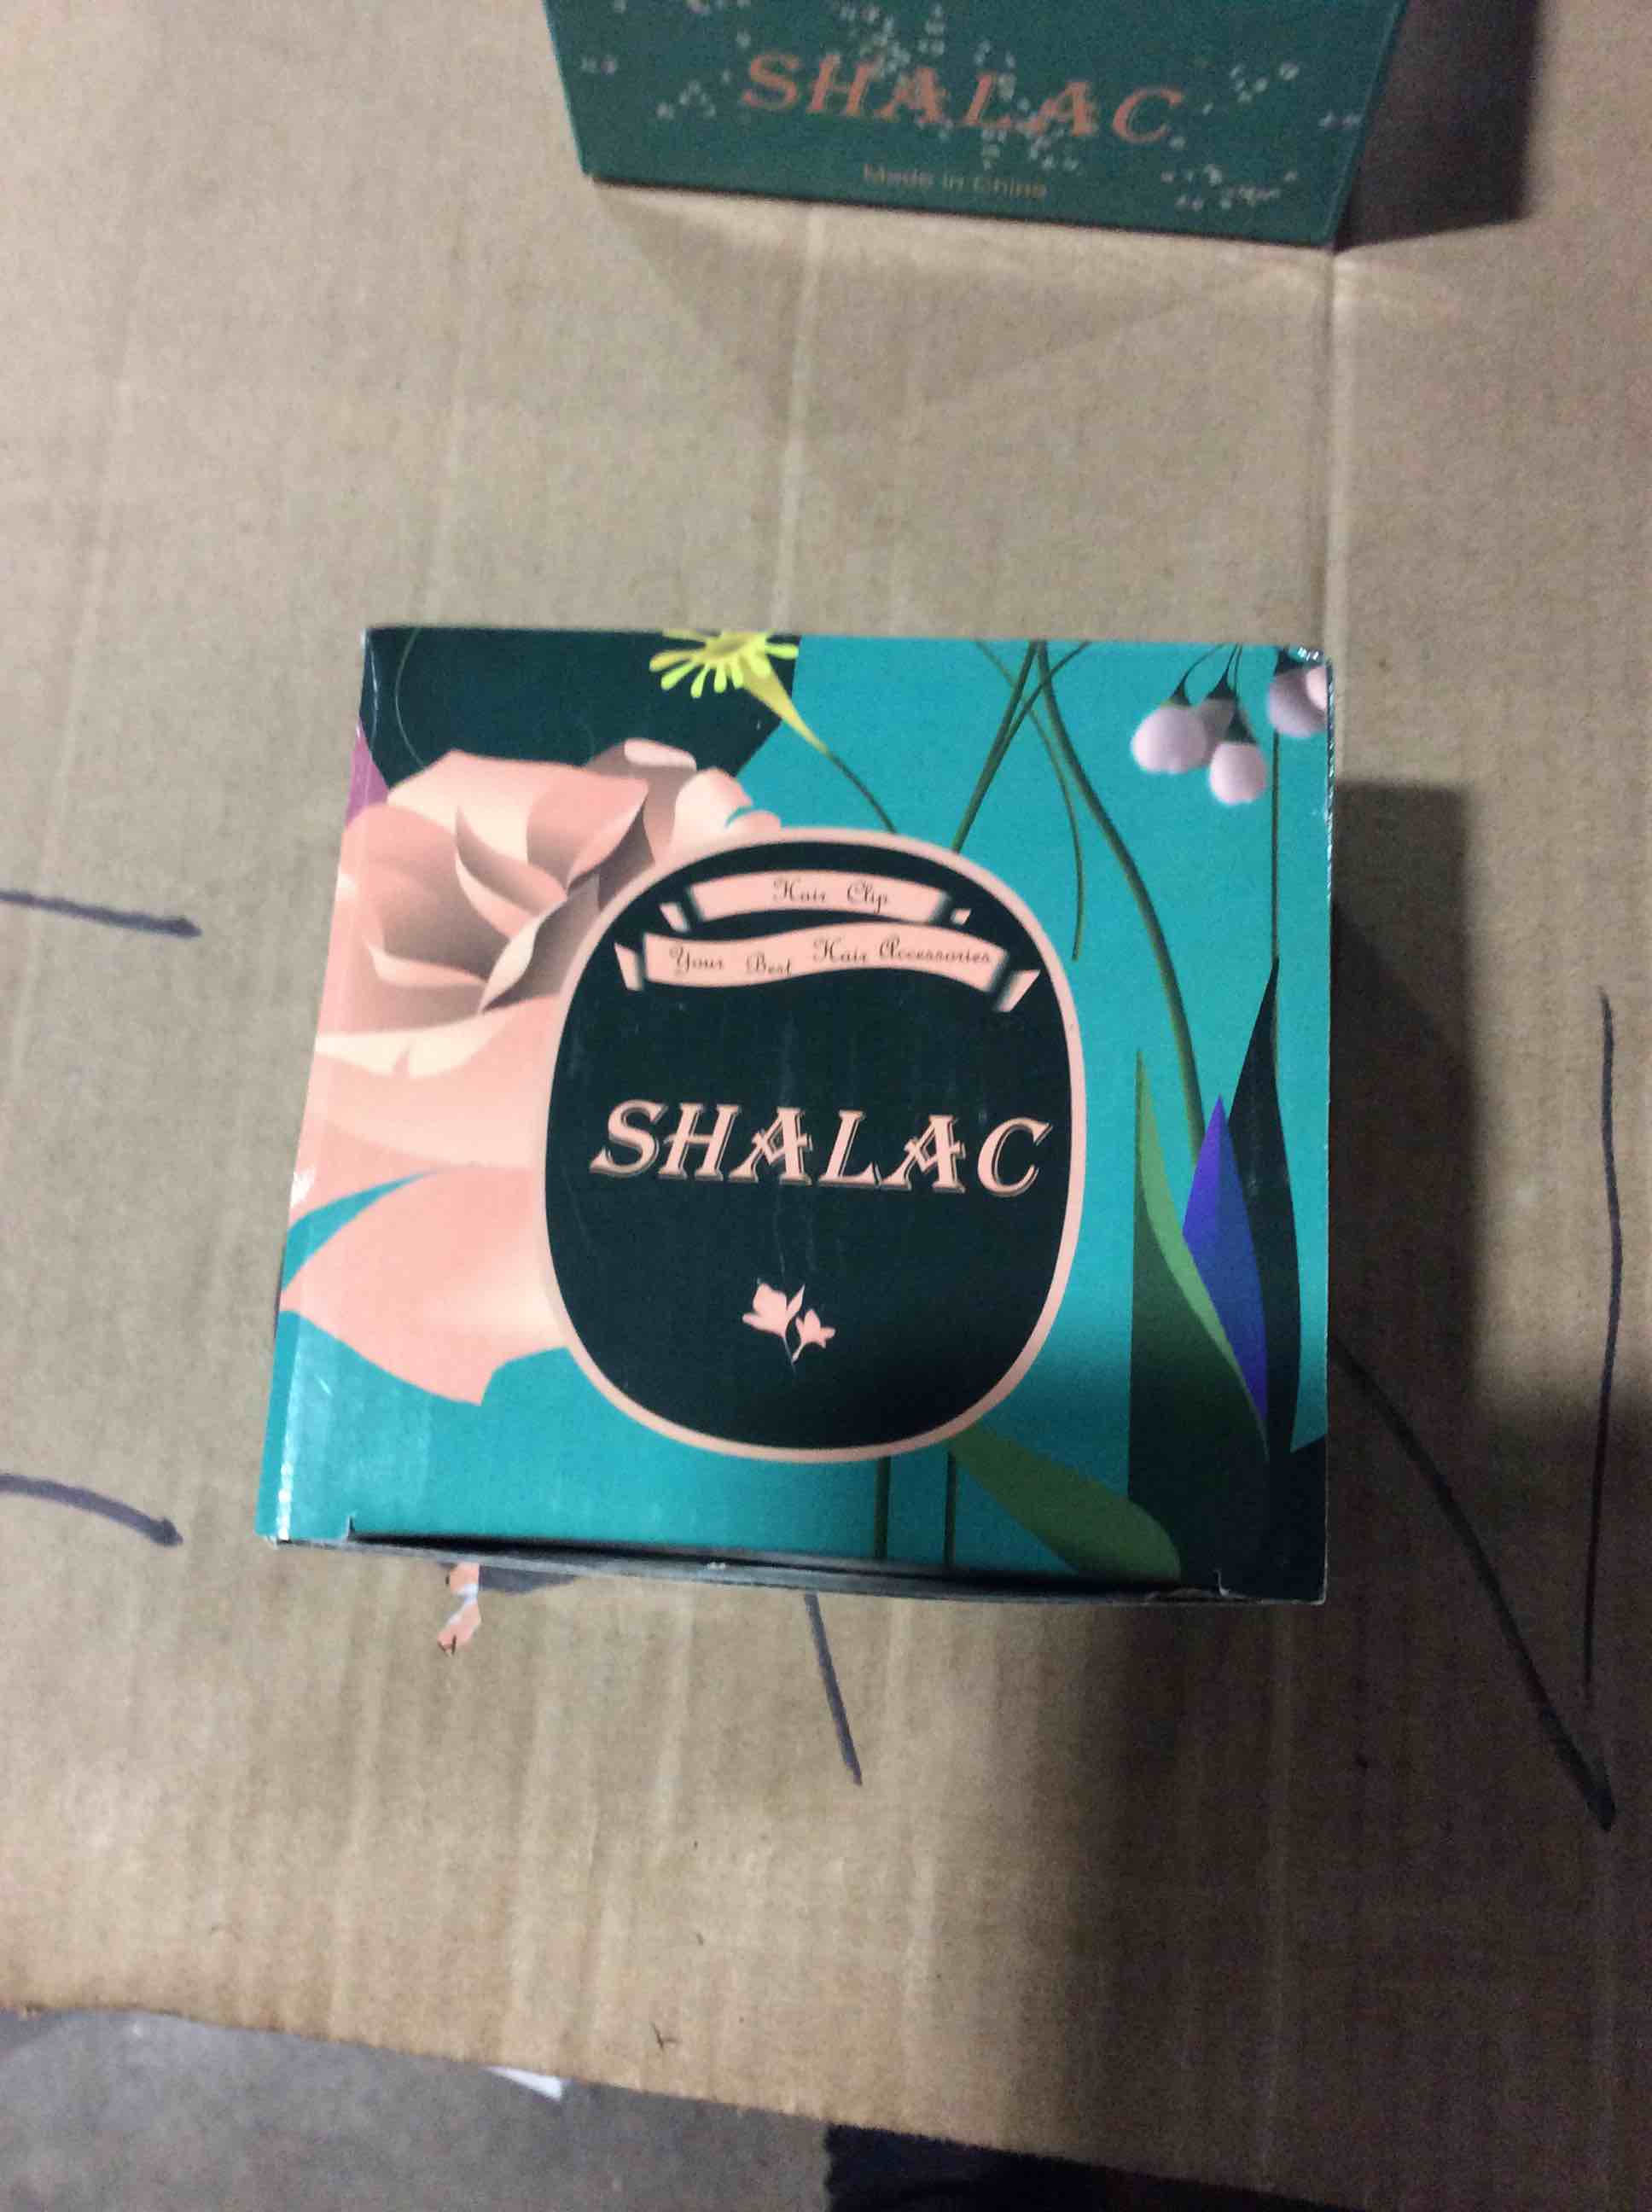 SHALAC
Made in China
Hair Clip
Your Best Hair Accessories
SHALAC